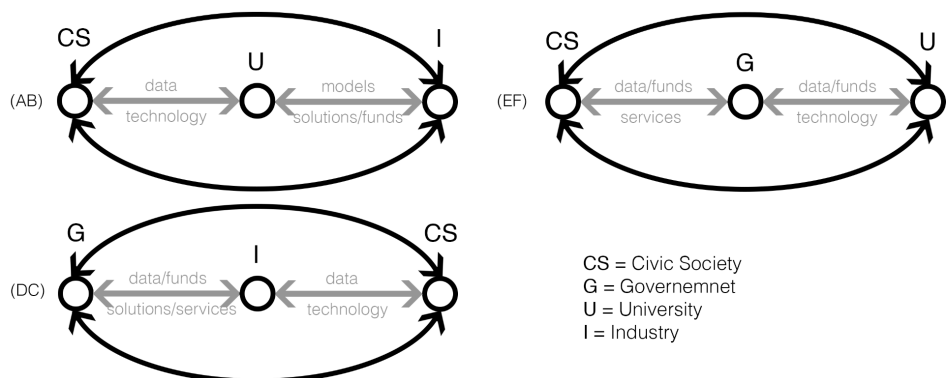 CS
U
I
(AB)
data
technology
models
solutions/funds
CS
G
U
(EF)
data/funds
services
data/funds
technology
G
I
CS
(DC)
data/funds
solutions/services
data
technology
CS = Civic Society
G = Governemnet
U = University
I = Industry